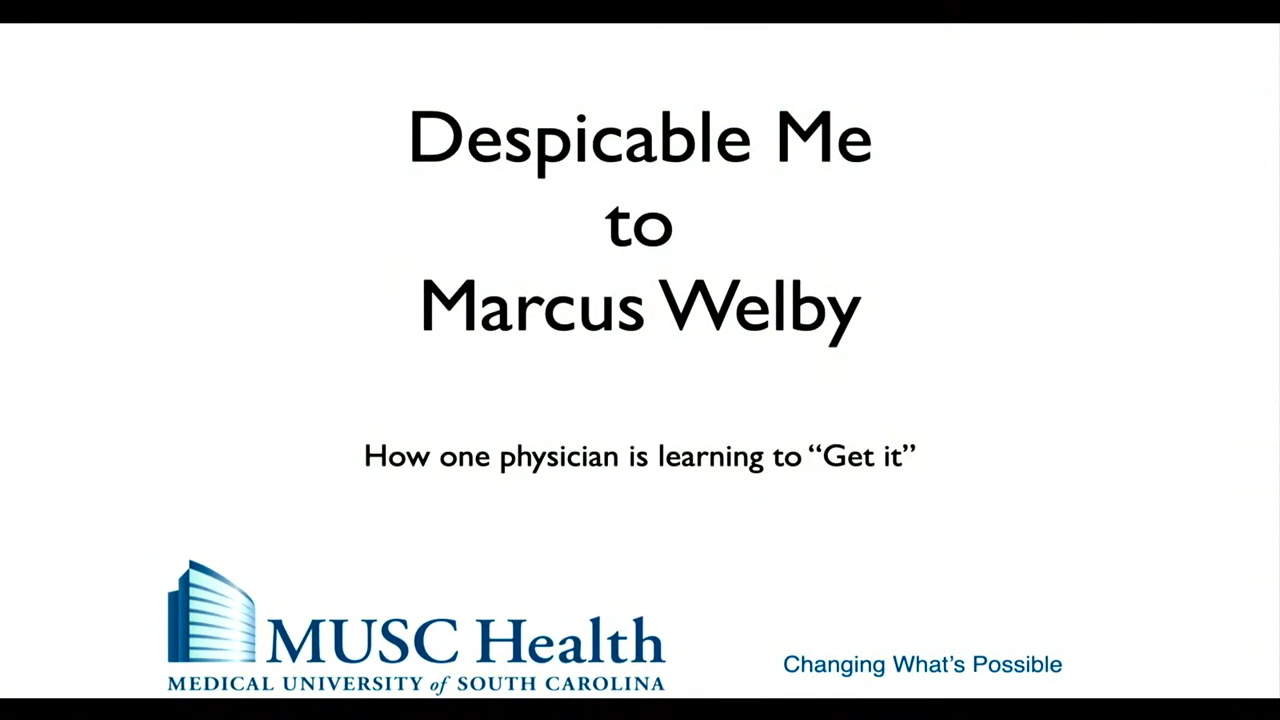 Despicable Me
to
Marcus Welby
How one physician is learning to “Get it”
MUSC Health
MEDICAL UNIVERSITY of SOUTH CAROLINA
Changing What’s Possible